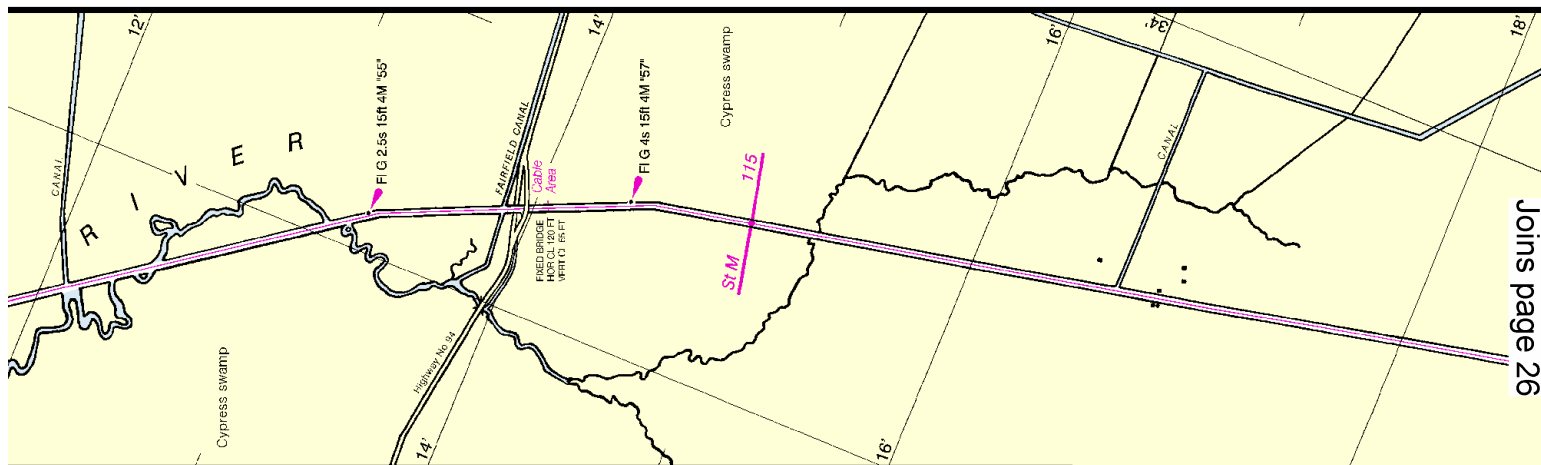 12'
14'
16'
34'
18'
Cypress swamp
CANAL
RIVER
Fl G 2.5s 15ft 4M "55"
FAIRFIELD CANAL
Cable
Area
Fl G 4s 15ft 4M "57"
FIXED BRIDGE
HOR CL 120 FT
VERT CL 65 FT
115
St M
CANAL
Joins page 26
Highway No 94
Cypress swamp
14'
16'